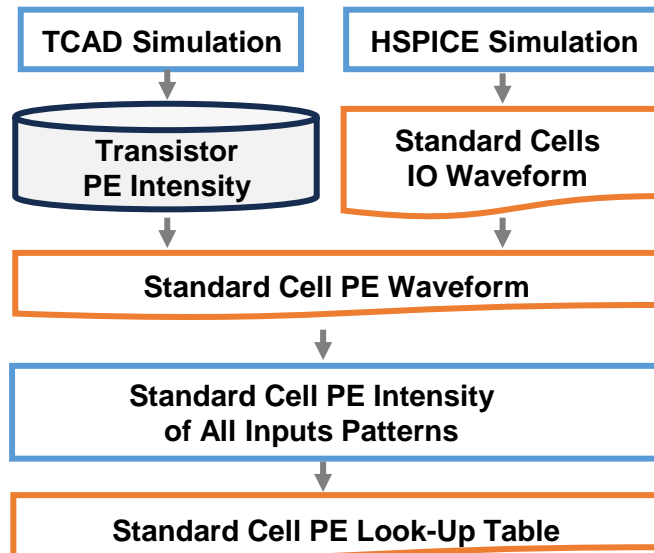 TCAD Simulation
HSPICE Simulation
Transistor
PE Intensity
Standard Cells
IO Waveform
Standard Cell PE Waveform
Standard Cell PE Intensity
of All Inputs Patterns
Standard Cell PE Look-Up Table